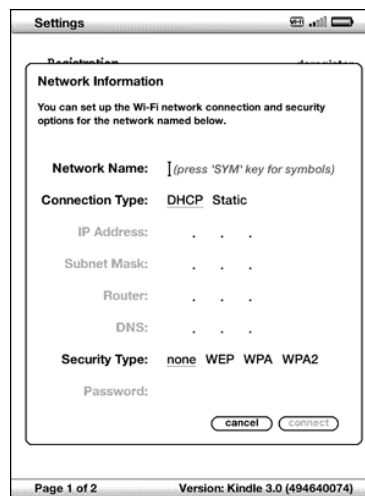 Settings
Registration deregister
Network Information
You can set up the Wi-Fi network connection and security
options for the network named below.
Network Name: (press 'SYM' key for symbols)
Connection Type: DHCP Static
IP Address: . . .
Subnet Mask: . . .
Router: . . .
DNS: . . .
Security Type: none WEP WPA WPA2
Password:
cancel connect
Page 1 of 2 Version: Kindle 3.0 (494640074)